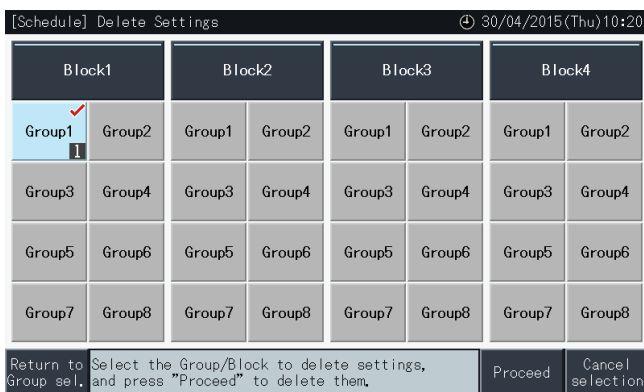 [Schedule] Delete Settings 30/04/2015(Thu)10:20
Block1 Block2 Block3 Block4
Group1 Group2 Group1 Group2 Group1 Group2 Group1 Group2
1
Group3 Group4 Group3 Group4 Group3 Group4 Group3 Group4
Group5 Group6 Group5 Group6 Group5 Group6 Group5 Group6
Group7 Group8 Group7 Group8 Group7 Group8 Group7 Group8
Return to
Group sel.
Select the Group/Block to delete settings,
and press ”Proceed” to delete them.
Proceed
Cancel
selection